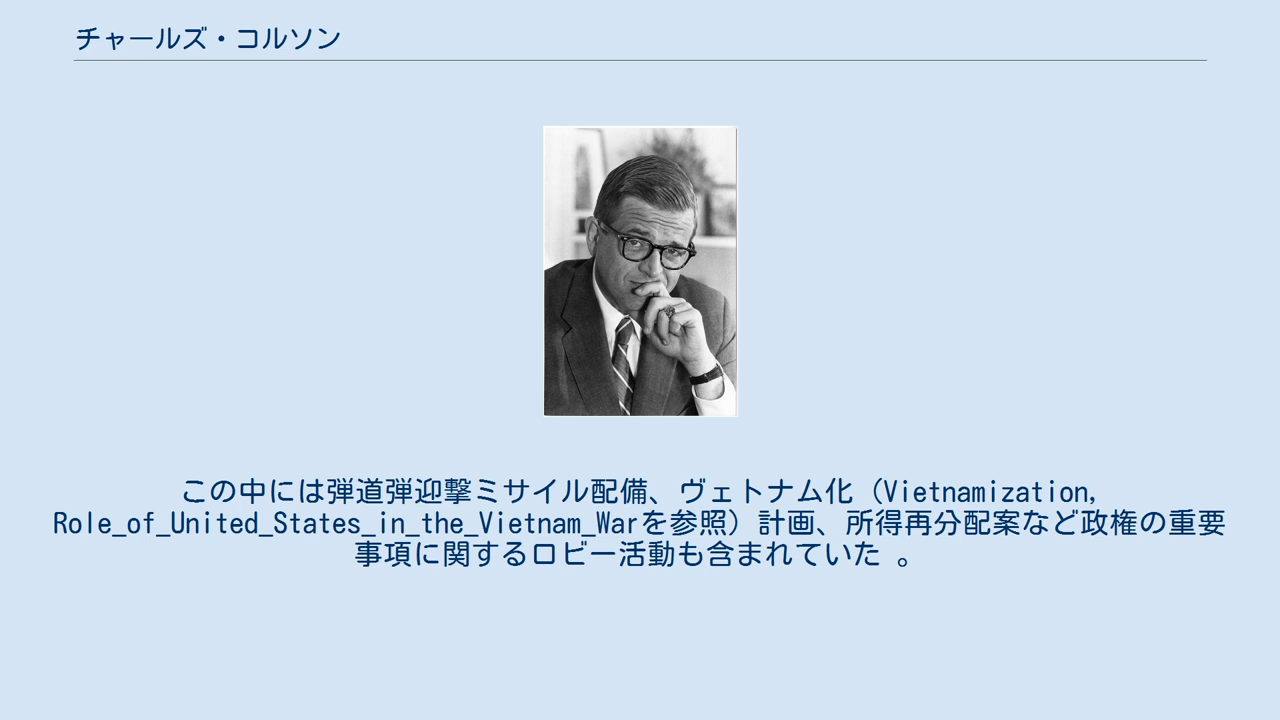 チャールズ・コルソン
この中には弾道弾迎撃ミサイル配備、ヴェトナム化（Vietnamization,
Role_of_United_States_in_the_Vietnam_Warを参照）計画、所得再分配案など政権の重要
事項に関するロビー活動も含まれていた 。